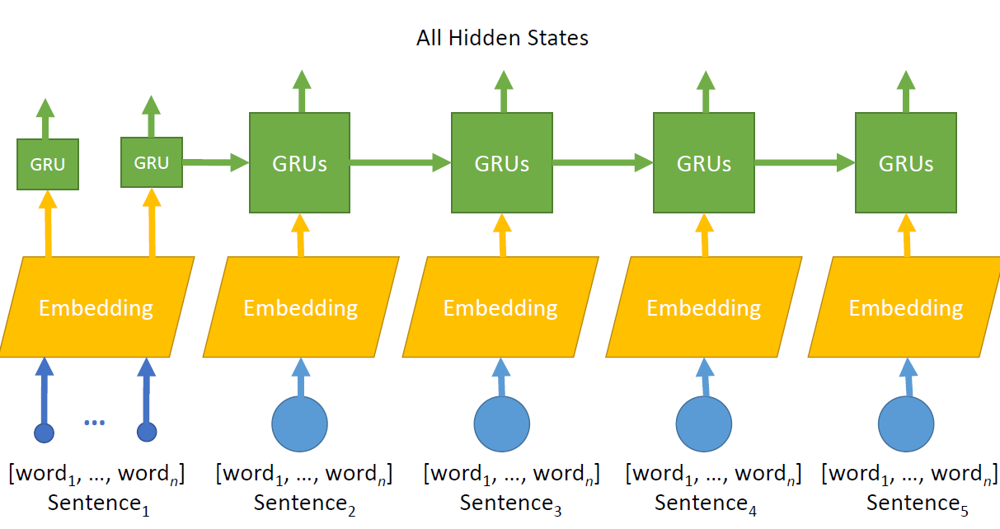 All Hidden States
GRU GRU GRUs GRUs GRUs GRUs
Embedding Embedding Embedding Embedding Embedding
...
[word1, ..., wordn] [word1, ..., wordn] [word1, ..., wordn] [word1, ..., wordn] [word1, ..., wordn]
Sentence1 Sentence2 Sentence3 Sentence4 Sentence5